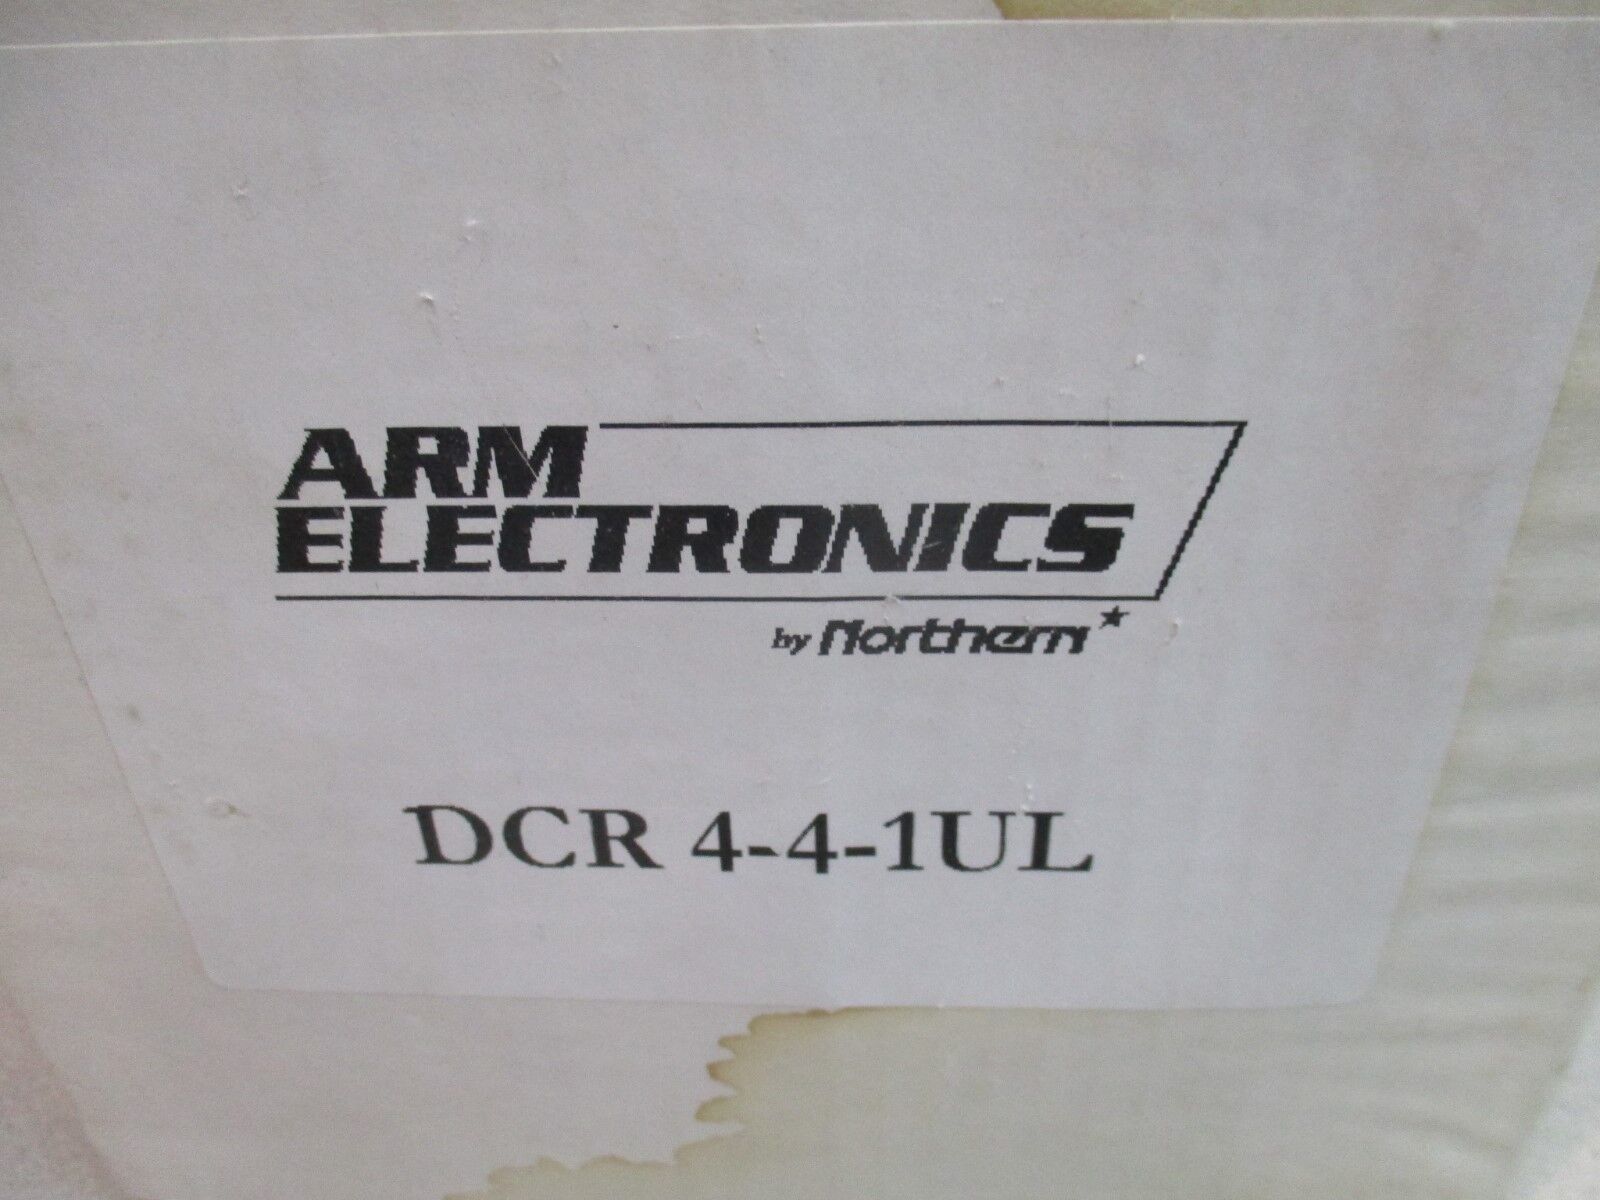 ARM
ELECTRONICS
by Northern
DCR 4-4-1UL